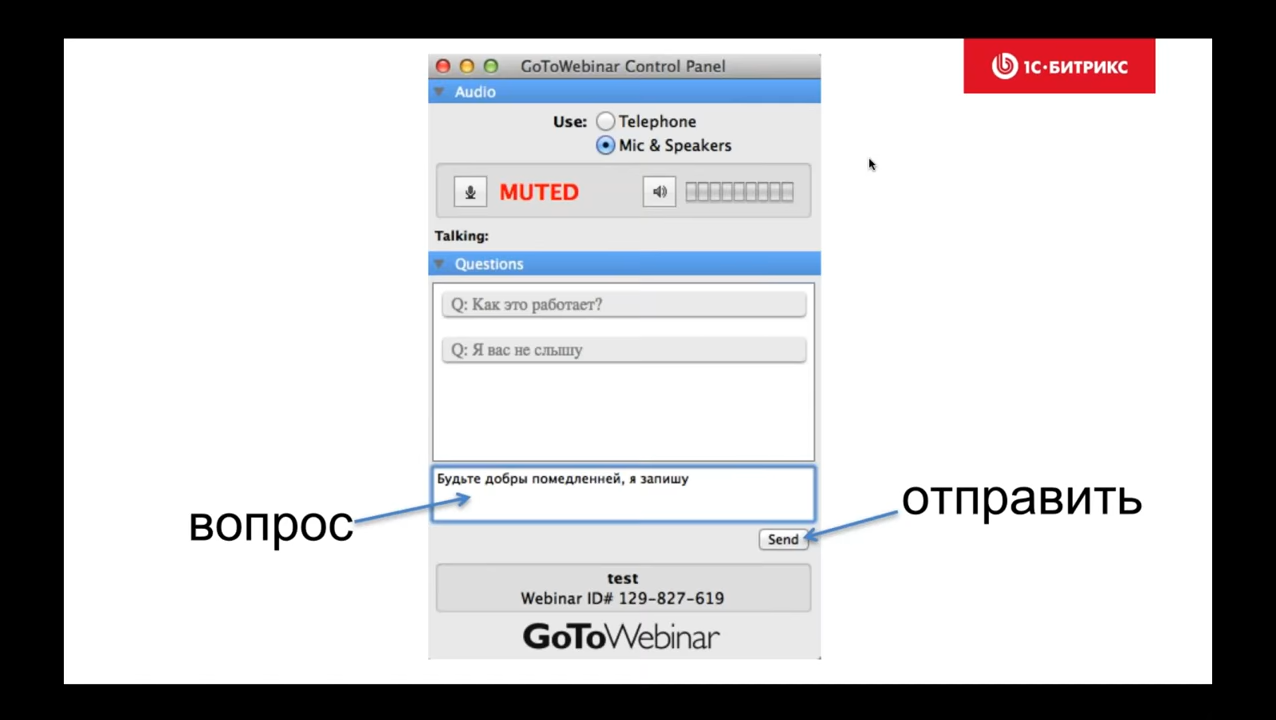 GoToWebinar Control Panel
1С·БИТРИКС
Audio
Use: Telephone
Mic & Speakers
MUTED
Talking:
Questions
Q: Как это работает?
Q: Я вас не слышу
Будьте добры помедленней, я запишу
вопрос
отправить
Send
test
Webinar ID# 129-827-619
GoToWebinar